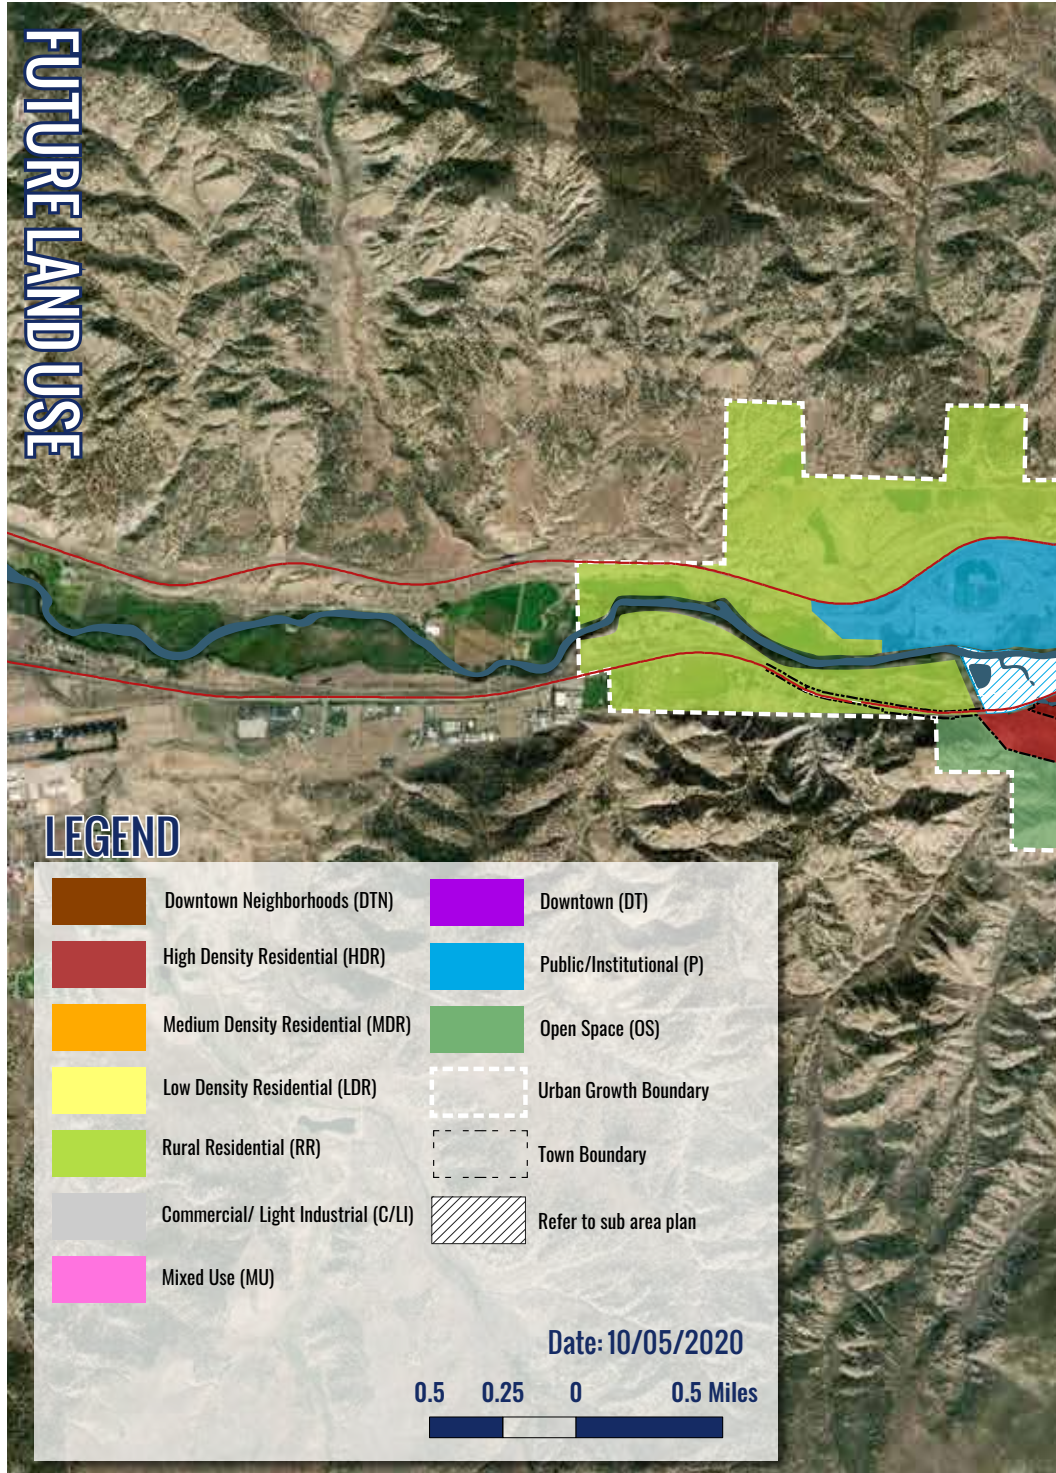 FUTURE LAND USE
LEGEND
Downtown Neighborhoods (DTN)
High Density Residential (HDR)
Medium Density Residential (MDR)
Low Density Residential (LDR)
Rural Residential (RR)
Commercial/ Light Industrial (C/LI)
Mixed Use (MU)
Downtown (DT)
Public/Institutional (P)
Open Space (OS)
Urban Growth Boundary
Town Boundary
Refer to sub area plan
Date: 10/05/2020
0.5 0.25 0 0.5 Miles